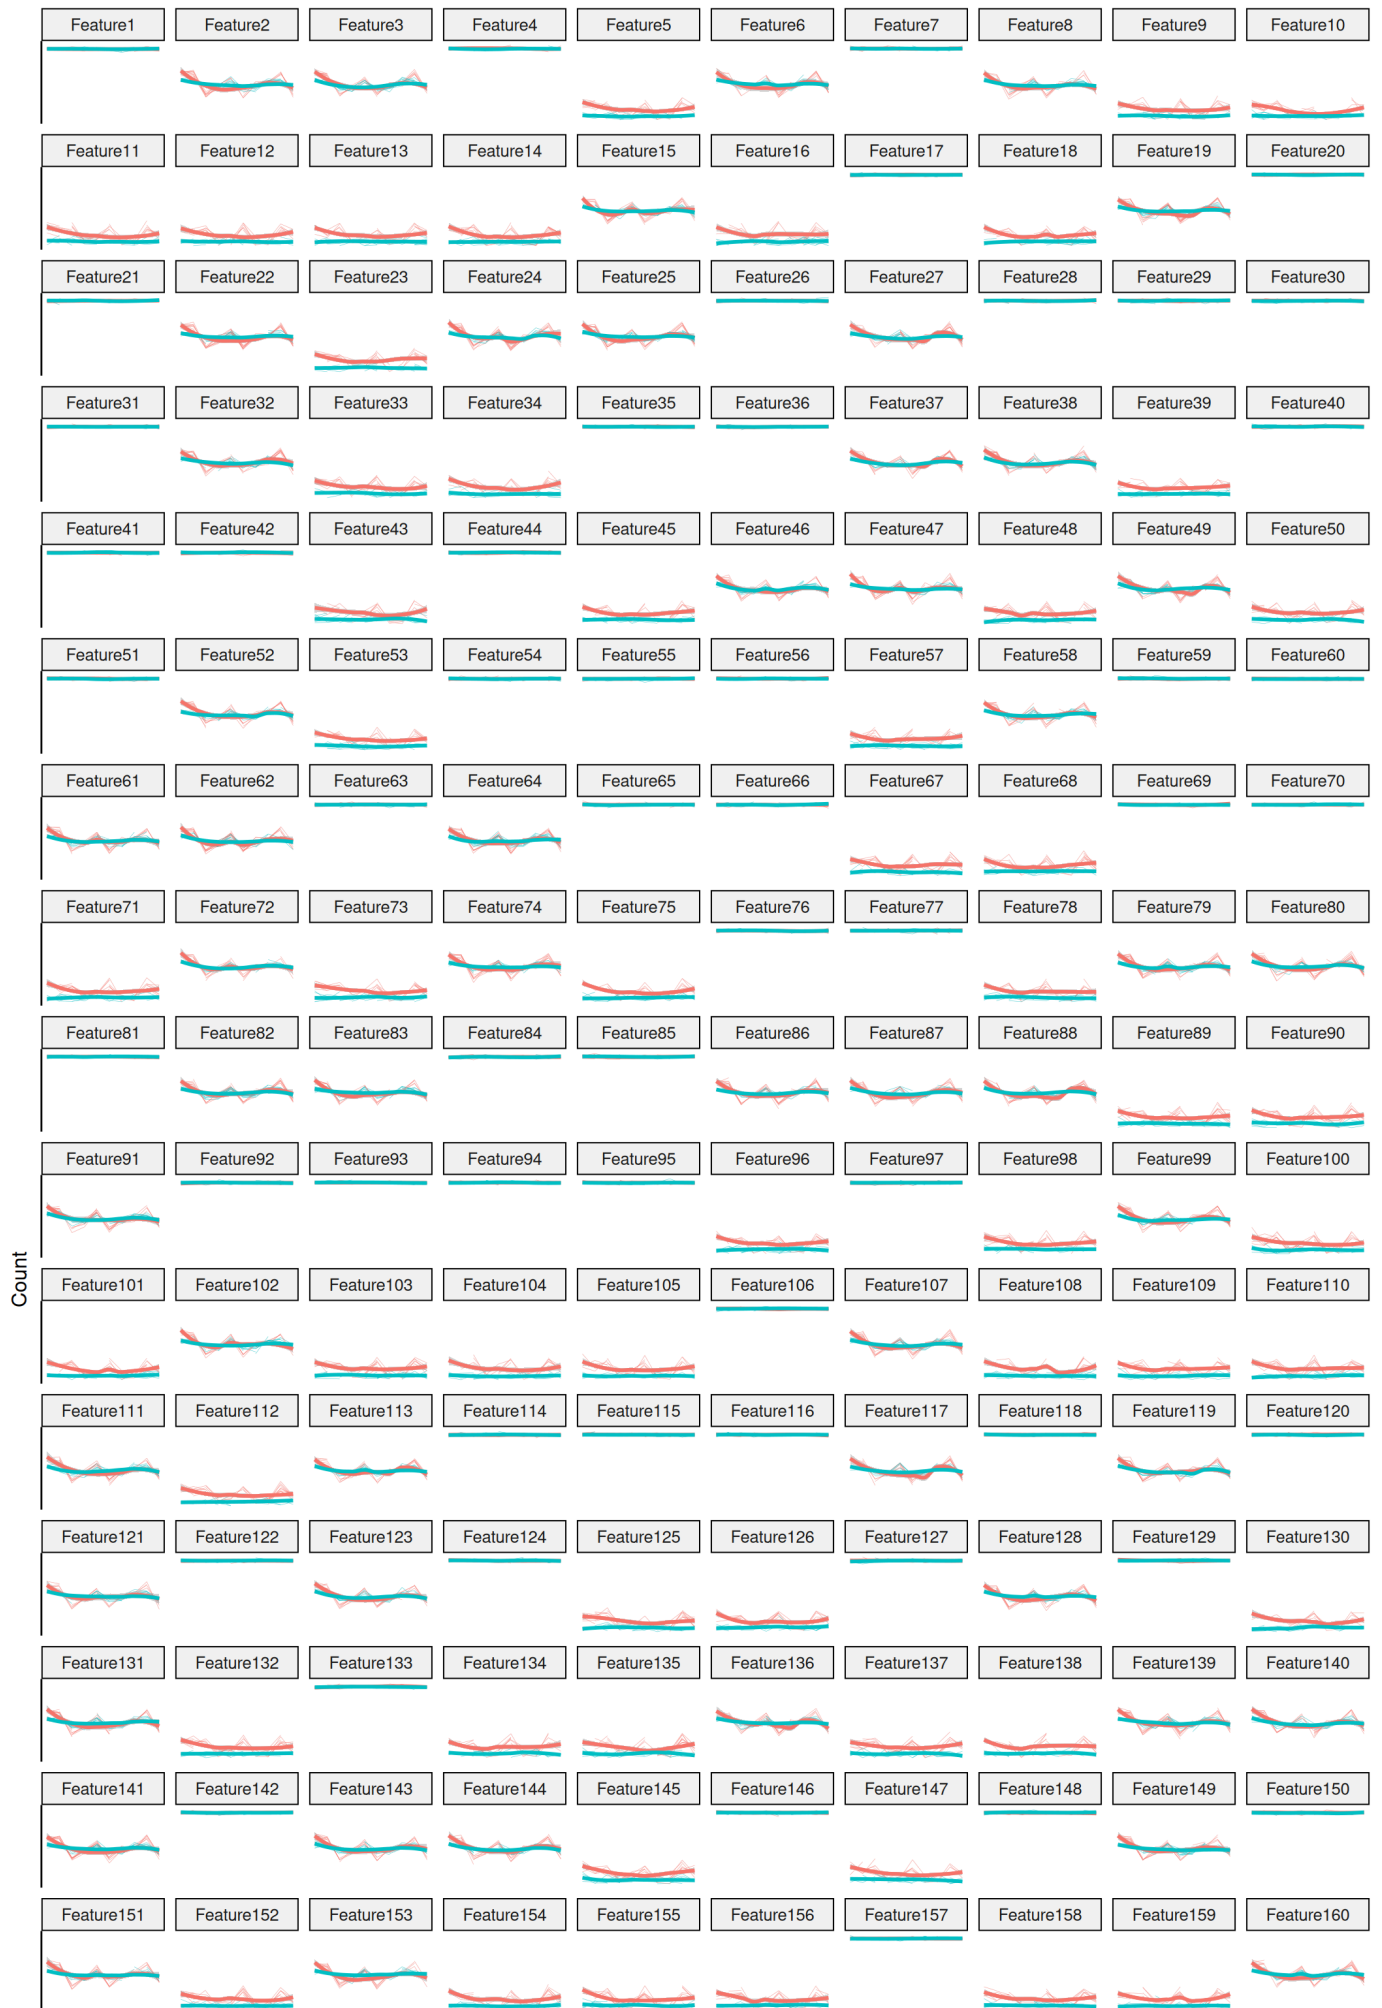 Feature1 Feature2 Feature3 Feature4 Feature5 Feature6 Feature7 Feature8 Feature9 Feature10
Feature11 Feature12 Feature13 Feature14 Feature15 Feature16 Feature17 Feature18 Feature19 Feature20
Feature21 Feature22 Feature23 Feature24 Feature25 Feature26 Feature27 Feature28 Feature29 Feature30
Feature31 Feature32 Feature33 Feature34 Feature35 Feature36 Feature37 Feature38 Feature39 Feature40
Feature41 Feature42 Feature43 Feature44 Feature45 Feature46 Feature47 Feature48 Feature49 Feature50
Feature51 Feature52 Feature53 Feature54 Feature55 Feature56 Feature57 Feature58 Feature59 Feature60
Feature61 Feature62 Feature63 Feature64 Feature65 Feature66 Feature67 Feature68 Feature69 Feature70
Feature71 Feature72 Feature73 Feature74 Feature75 Feature76 Feature77 Feature78 Feature79 Feature80
Feature81 Feature82 Feature83 Feature84 Feature85 Feature86 Feature87 Feature88 Feature89 Feature90
Feature91 Feature92 Feature93 Feature94 Feature95 Feature96 Feature97 Feature98 Feature99 Feature100
Count
Feature101 Feature102 Feature103 Feature104 Feature105 Feature106 Feature107 Feature108 Feature109 Feature110
Feature111 Feature112 Feature113 Feature114 Feature115 Feature116 Feature117 Feature118 Feature119 Feature120
Feature121 Feature122 Feature123 Feature124 Feature125 Feature126 Feature127 Feature128 Feature129 Feature130
Feature131 Feature132 Feature133 Feature134 Feature135 Feature136 Feature137 Feature138 Feature139 Feature140
Feature141 Feature142 Feature143 Feature144 Feature145 Feature146 Feature147 Feature148 Feature149 Feature150
Feature151 Feature152 Feature153 Feature154 Feature155 Feature156 Feature157 Feature158 Feature159 Feature160